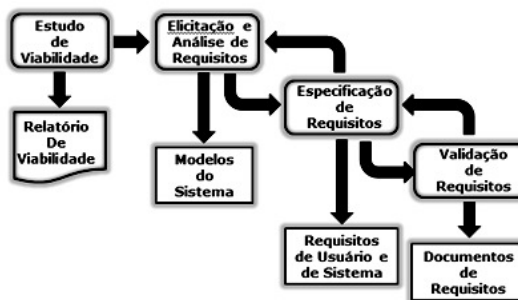 Estudo
de
Viabilidade
Elicitação e
Análise de
Requisitos
Especificação
de
Requisitos
Relatório
De
Viabilidade
Validação
de
Requisitos
Modelos
do
Sistema
Requisitos
de Usuário e
de Sistema
Documentos
de
Requisitos